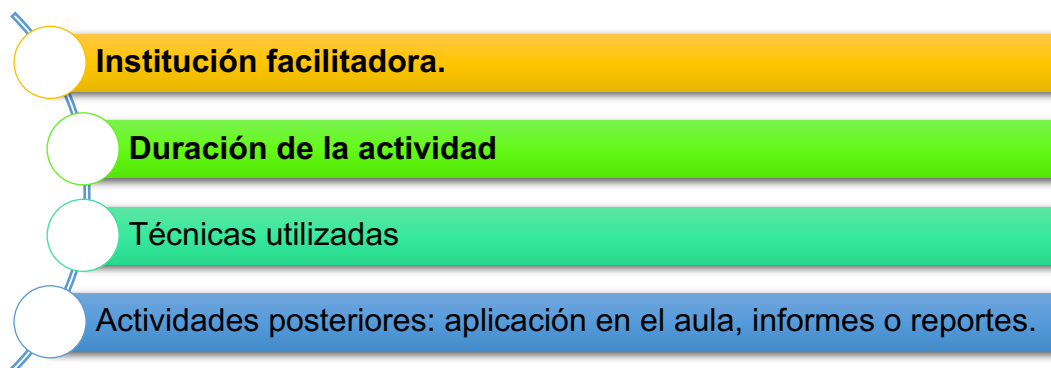 Institución facilitadora.
Duración de la actividad
Técnicas utilizadas
Actividades posteriores: aplicación en el aula, informes o reportes.